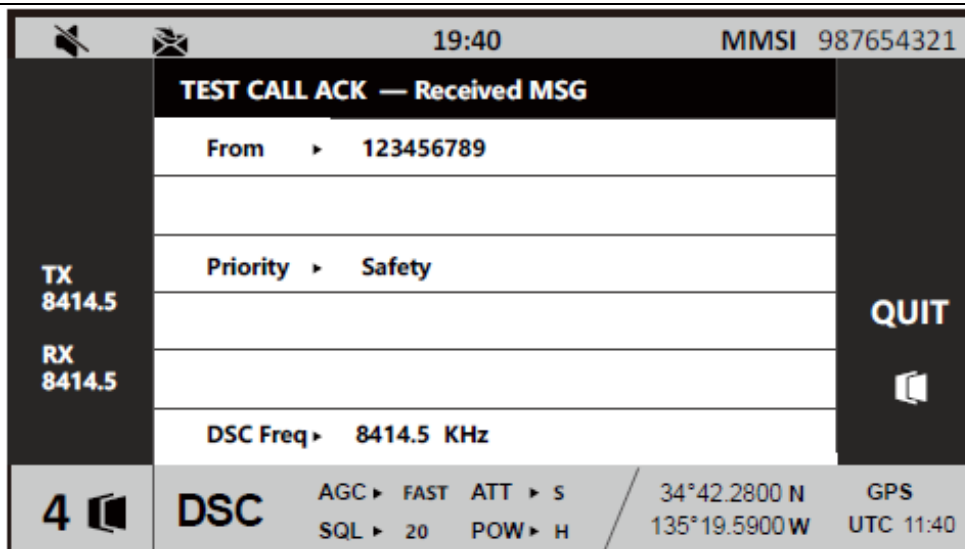 19:40 MMSI 987654321
TEST CALL ACK — Received MSG
From ▸ 123456789
Priority ▸ Safety
TX
8414.5
RX
8414.5
QUIT
DSC Freq ▸ 8414.5 KHz
4 DSC
AGC ▸ FAST ATT ▸ S
SQL ▸ 20 POW ▸ H
34°42.2800 N
135°19.5900 W
GPS
UTC 11:40